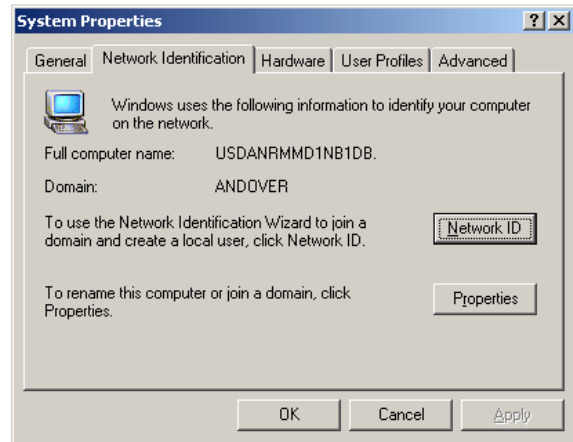 System Properties
General
Network Identification
Hardware
User Profiles
Advanced
Windows uses the following information to identify your computer
on the network.
Full computer name: USDANRMMD1NB1DB.
Domain: ANDOVER
To use the Network Identification Wizard to join a
domain and create a local user, click Network ID.
Network ID
To rename this computer or join a domain, click
Properties.
Properties
OK
Cancel
Apply